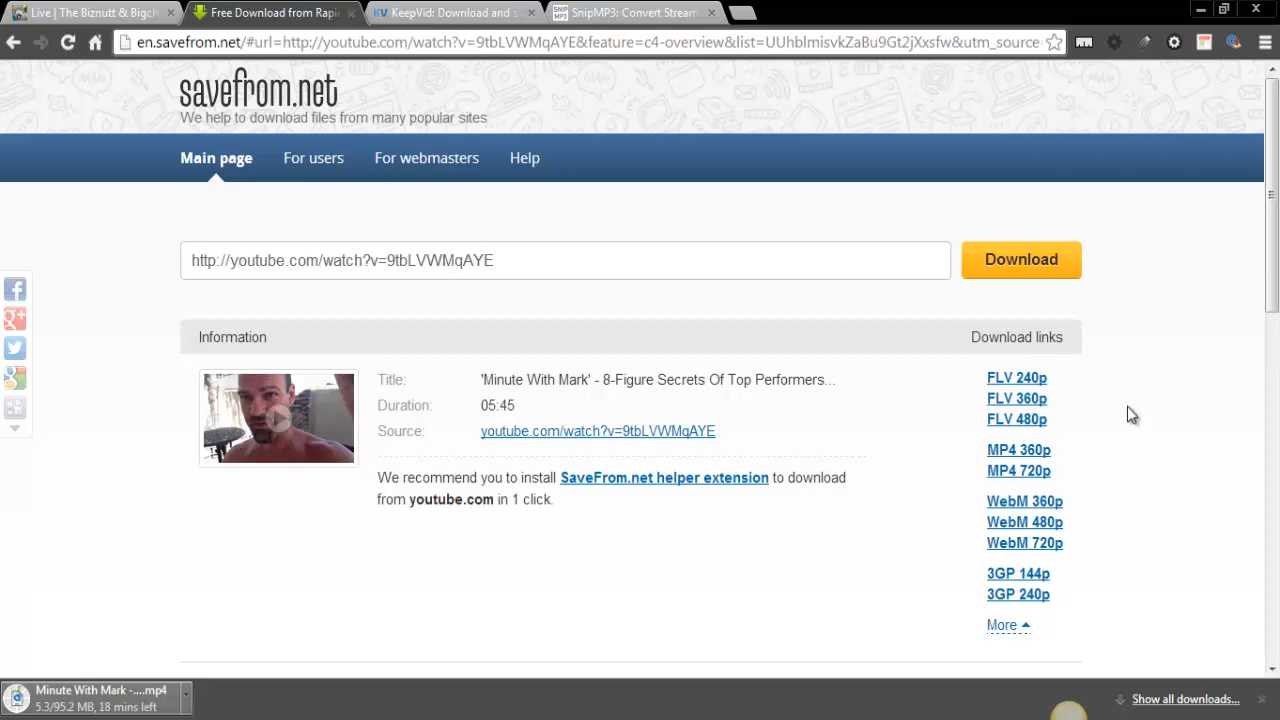 Live | The Biznutt & Bigch
Free Download from Rapi
KeepVid: Download and s
SnipMP3: Convert Stream
en.savefrom.net/#url=http://youtube.com/watch?v=9tbLVWMqAYE&feature=c4-overview&list=UUhblmisvkZaBu9Gt2jXxsfw&utm_source
savefrom.net
We help to download files from many popular sites
Main page For users For webmasters Help
http://youtube.com/watch?v=9tbLVWMqAYE Download
Information Download links
Title: 'Minute With Mark' - 8-Figure Secrets Of Top Performers...
Duration: 05:45
Source: youtube.com/watch?v=9tbLVWMqAYE
We recommend you to install SaveFrom.net helper extension to download
from youtube.com in 1 click.
FLV 240p
FLV 360p
FLV 480p
MP4 360p
MP4 720p
WebM 360p
WebM 480p
WebM 720p
3GP 144p
3GP 240p
More
Minute With Mark -....mp4
5.3/95.2 MB, 18 mins left
Show all downloads...